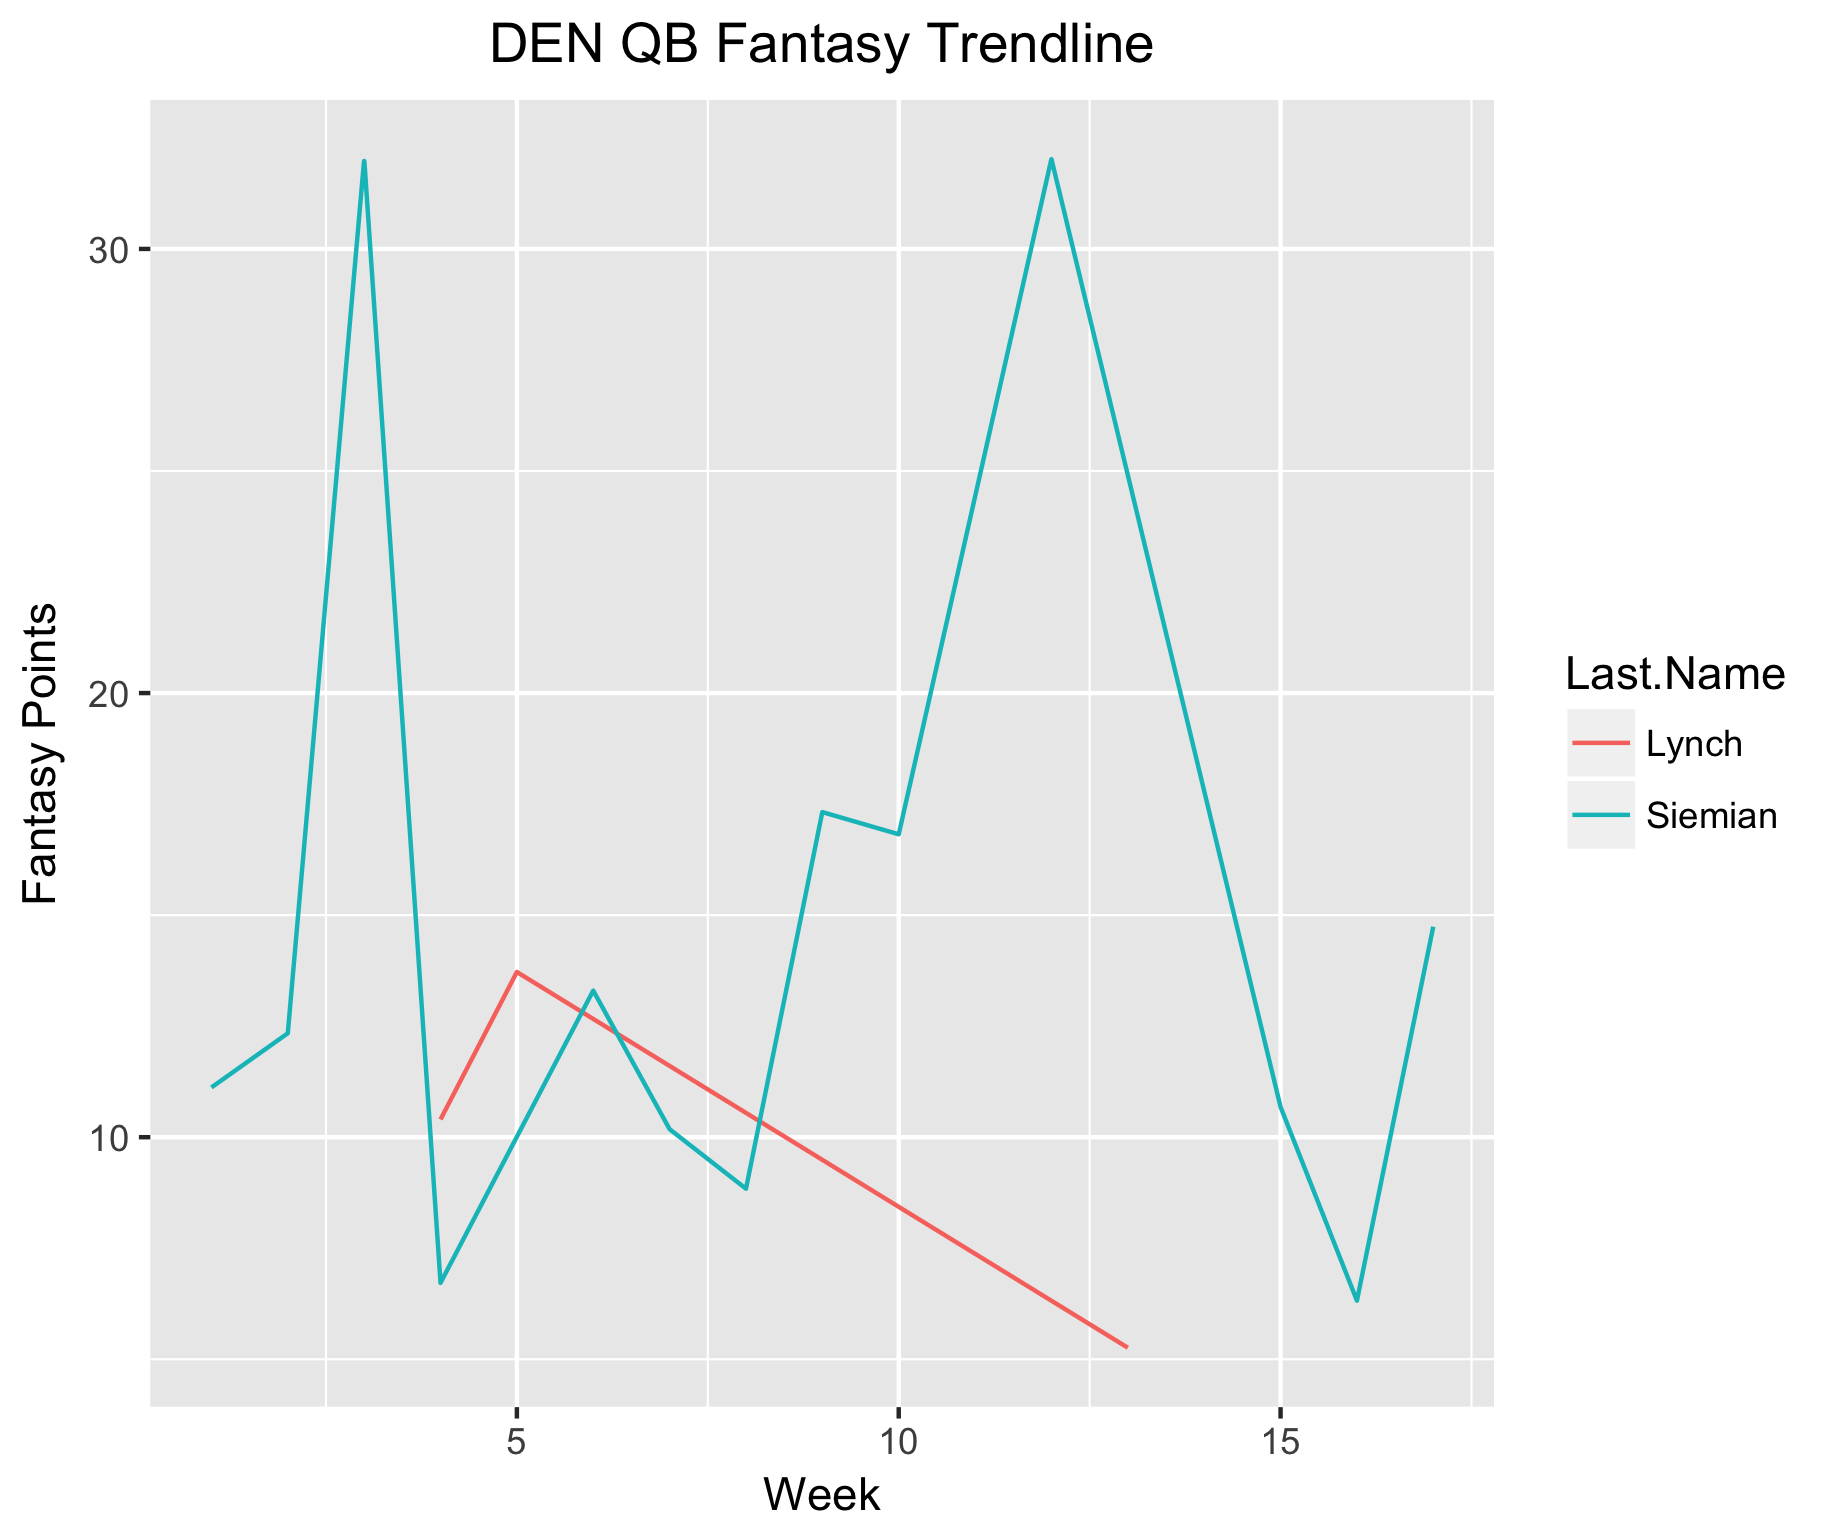 DEN QB Fantasy Trendline
Fantasy Points
30
20
10
5
10
15
Week
Last.Name
Lynch
Siemian